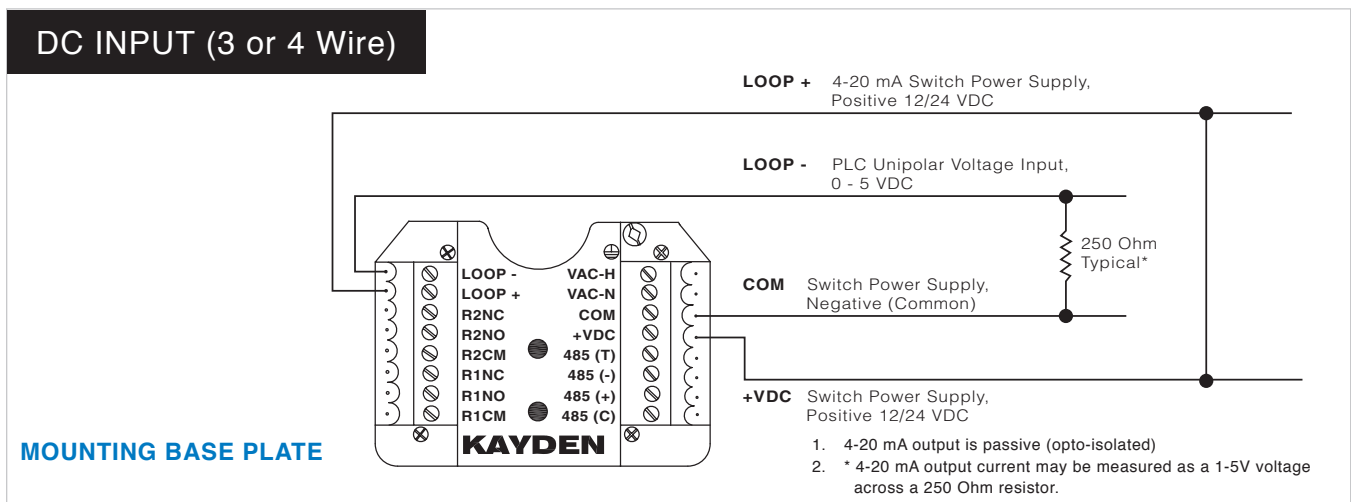 DC INPUT (3 or 4 Wire)
LOOP + 4-20 mA Switch Power Supply,
Positive 12/24 VDC
LOOP - PLC Unipolar Voltage Input,
0 - 5 VDC
250 Ohm
Typical*
COM Switch Power Supply,
Negative (Common)
LOOP - VAC-H
LOOP + VAC-N
R2NC COM
R2NO +VDC
R2CM 485 (T)
R1NC 485 (-)
R1NO 485 (+)
R1CM 485 (C)
KAYDEN
MOUNTING BASE PLATE
+VDC Switch Power Supply,
Positive 12/24 VDC
1. 4-20 mA output is passive (opto-isolated)
2. * 4-20 mA output current may be measured as a 1-5V voltage
across a 250 Ohm resistor.